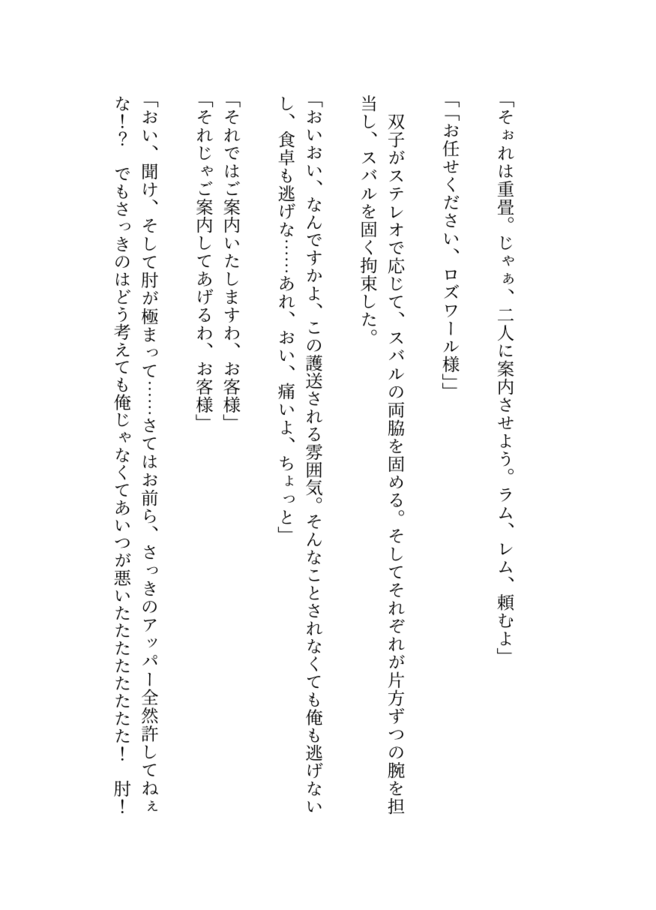 「そぉれは重畳。じゃぁ、二人に案内させよう。ラム、レム、頼むよ」
「「お任せください、ロズワール様」」
双子がステレオで応じて、スバルの両脇を固める。そしてそれぞれが片方ずつの腕を担
当し、スバルを固く拘束した。
「おいおい、なんですかよ、この護送される雰囲気。そんなことされなくても俺も逃げない
し、食卓も逃げな……あれ、おい、痛いよ、ちょっと」
「それではご案内いたしますわ、お客様」
「それじゃご案内してあげるわ、お客様」
「おい、聞け、そして肘が極まって……さてはお前ら、さっきのアッパー全然許してねぇ
な!? でもさっきのはどう考えても俺じゃなくてあいつが悪いたたたたたたたた! 肘!